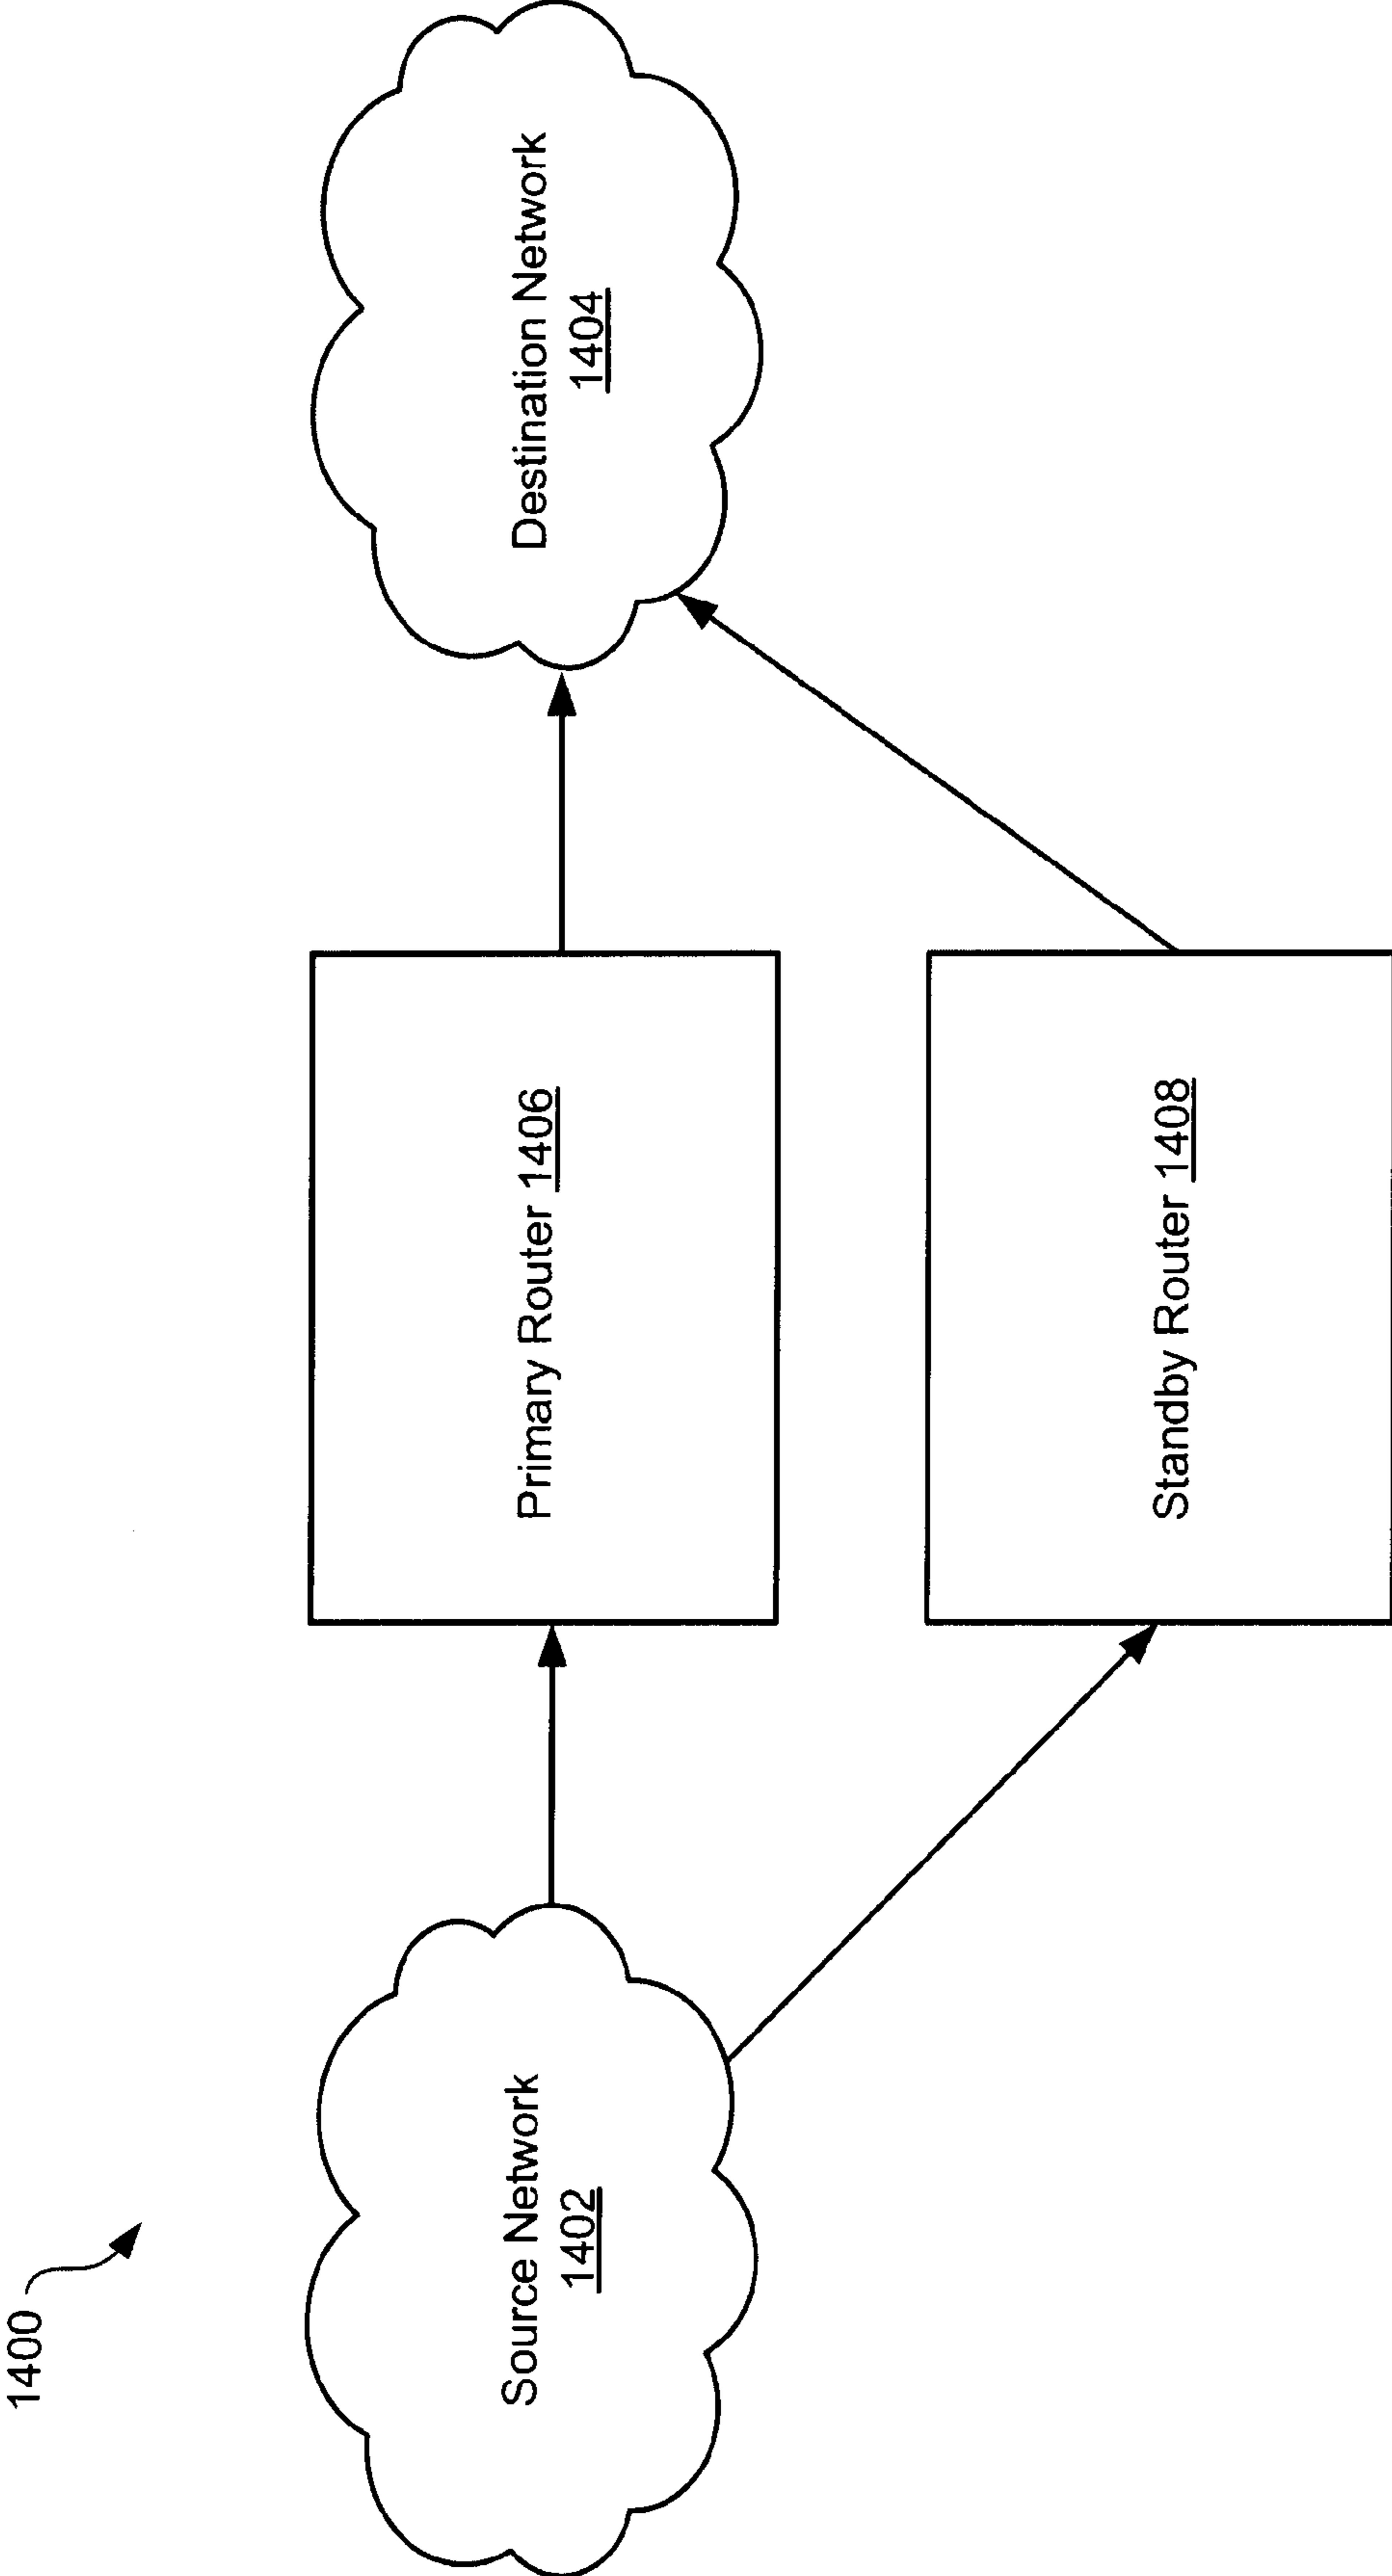 1400
Source Network
1402
Primary Router 1406
Destination Network
1404
Standby Router 1408